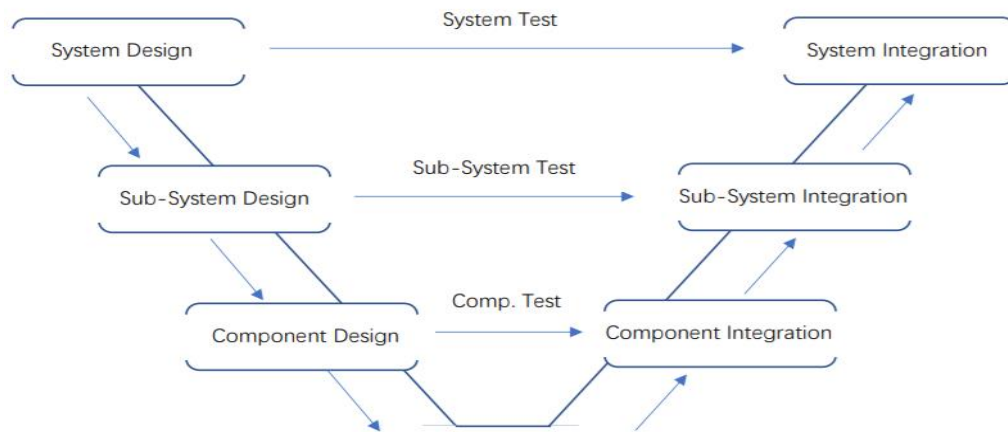 System Test
System Design
System Integration
Sub-System Test
Sub-System Design
Sub-System Integration
Comp. Test
Component Design
Component Integration